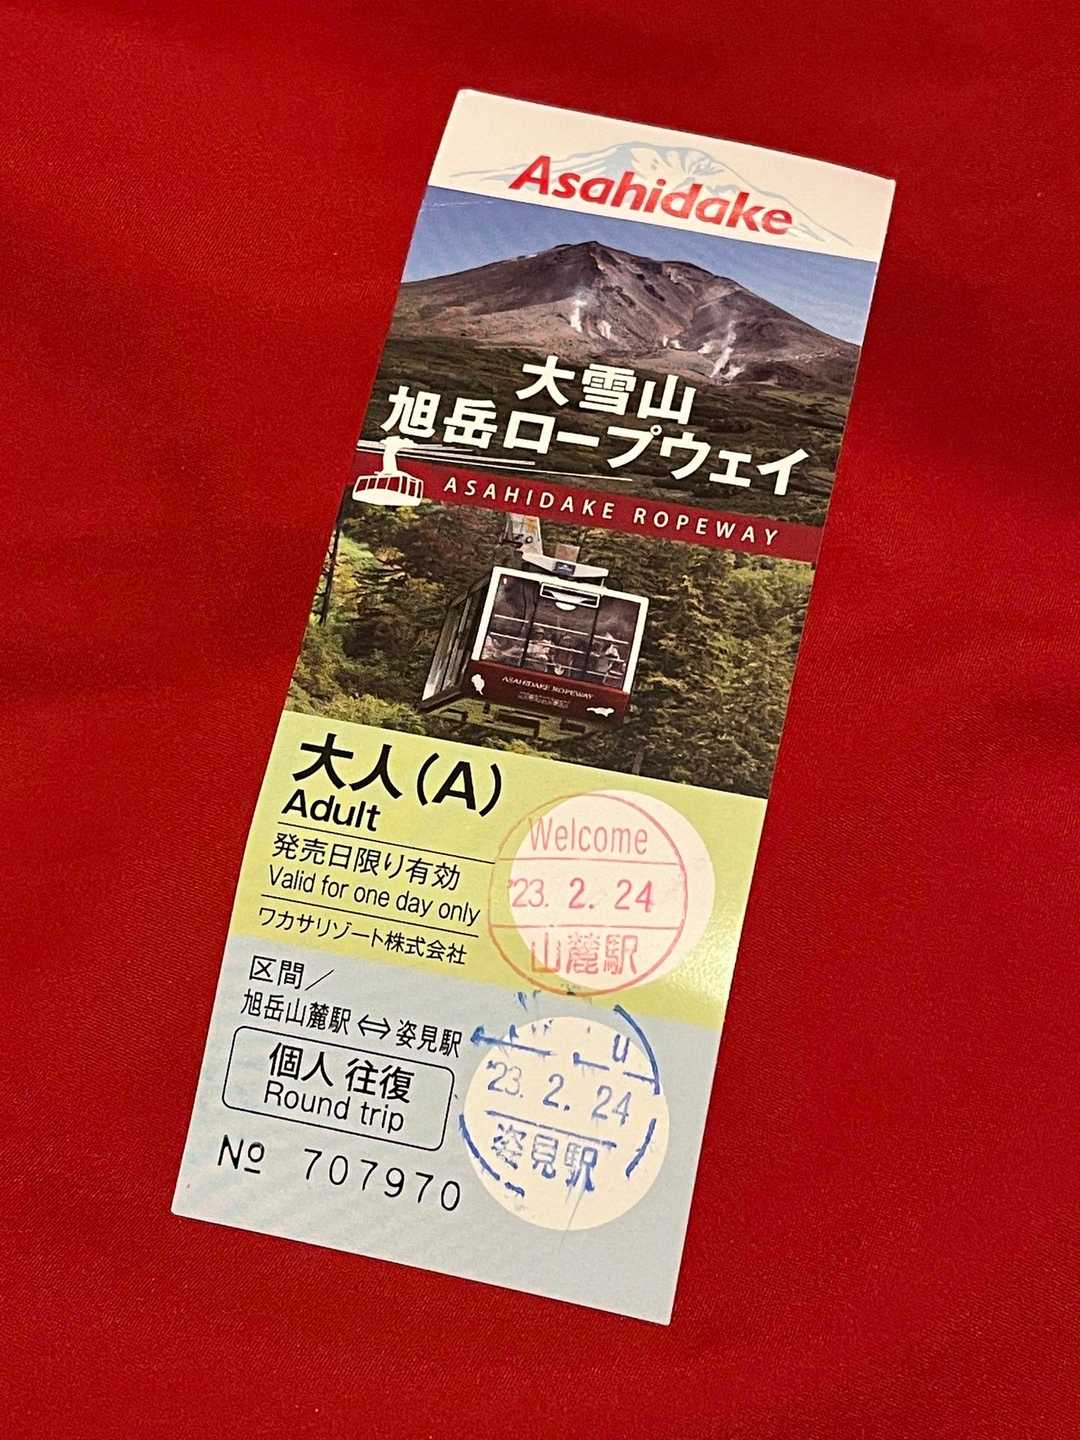 Asahidake
大雪山
旭岳ロープウェイ
ASAHIDAKE ROPEWAY
ASAHIDAKE ROPEWAY
大人(A)
Adult
発売日限り有効
Valid for one day only
ワカサリゾート株式会社
Welcome
'23. 2. 24
山麓駅
区間/
旭岳山麓駅⇔姿見駅
個人 往復
Round trip
№ 707970
'23. 2. 24
姿見駅